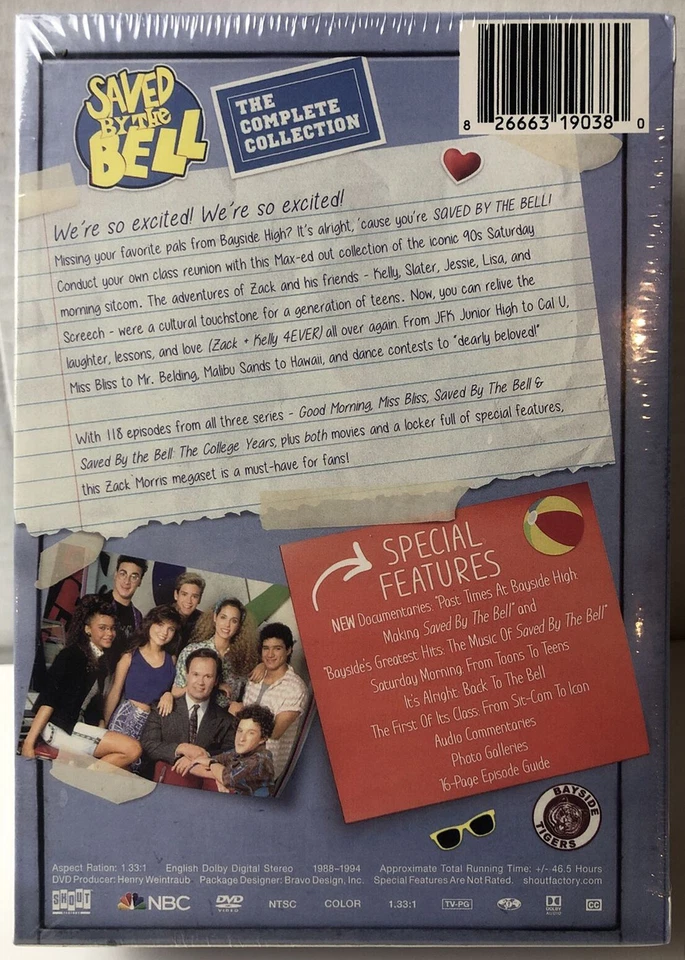 SAVED
BY THE
BELL
THE
COMPLETE
COLLECTION
8 26663 19038 0
We're so excited! We're so excited!
Missing your favorite pals from Bayside High? It's alright, 'cause you're SAVED BY THE BELL!
Conduct your own class reunion with this Max-ed out collection of the iconic 90s Saturday
morning sitcom. The adventures of Zack and his friends - Kelly, Slater, Jessie, Lisa, and
Screech - were a cultural touchstone for a generation of teens. Now, you can relive the
laughter, lessons, and love (Zack + Kelly 4EVER) all over again. From JFK Junior High to Cal U,
Miss Bliss to Mr. Belding, Malibu Sands to Hawaii, and dance contests to "dearly beloved!"
With 118 episodes from all three series - Good Morning, Miss Bliss, Saved By The Bell &
Saved By the Bell: The College Years, plus both movies and a locker full of special features,
this Zack Morris megaset is a must-have for fans!
SPECIAL
FEATURES
NEW Documentaries: "Past Times At Bayside High:
Making Saved By The Bell" and
"Bayside's Greatest Hits: The Music Of Saved By The Bell"
Saturday Morning: From Toons To Teens
It's Alright: Back To The Bell
The First Of Its Class: From Sit-Com To Icon
Audio Commentaries
Photo Galleries
16-Page Episode Guide
BAYSIDE
TIGERS
Aspect Ration: 1.33:1 English Dolby Digital Stereo 1988-1994 Approximate Total Running Time: +/- 46.5 Hours
DVD Producer: Henry Weintraub Package Designer: Bravo Design, Inc. Special Features Are Not Rated. shoutfactory.com
SHOUT NBC DVD VIDEO NTSC COLOR 1.33:1 TV-PG DOLBY AUDIO CC